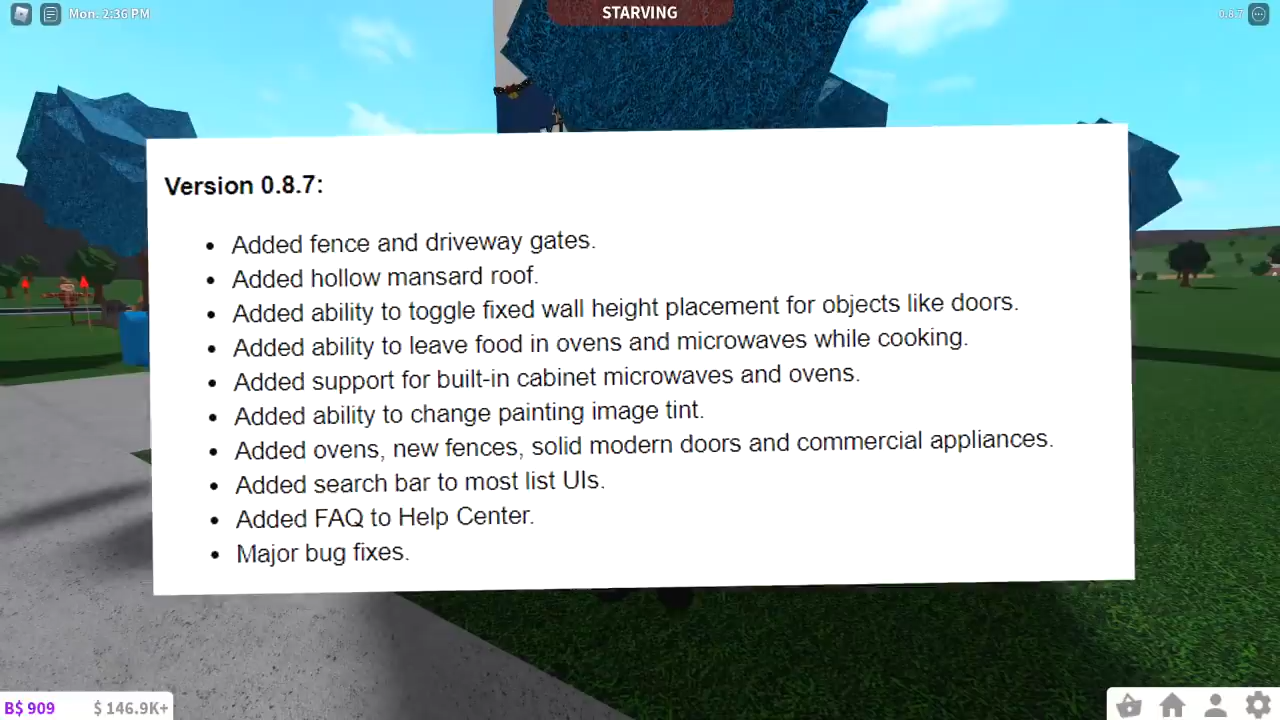 Mon. 2:36 PM
STARVING
0.8.7
Version 0.8.7:
• Added fence and driveway gates.
• Added hollow mansard roof.
• Added ability to toggle fixed wall height placement for objects like doors.
• Added ability to leave food in ovens and microwaves while cooking.
• Added support for built-in cabinet microwaves and ovens.
• Added ability to change painting image tint.
• Added ovens, new fences, solid modern doors and commercial appliances.
• Added search bar to most list UIs.
• Added FAQ to Help Center.
• Major bug fixes.
B$ 909
$ 146.9K+